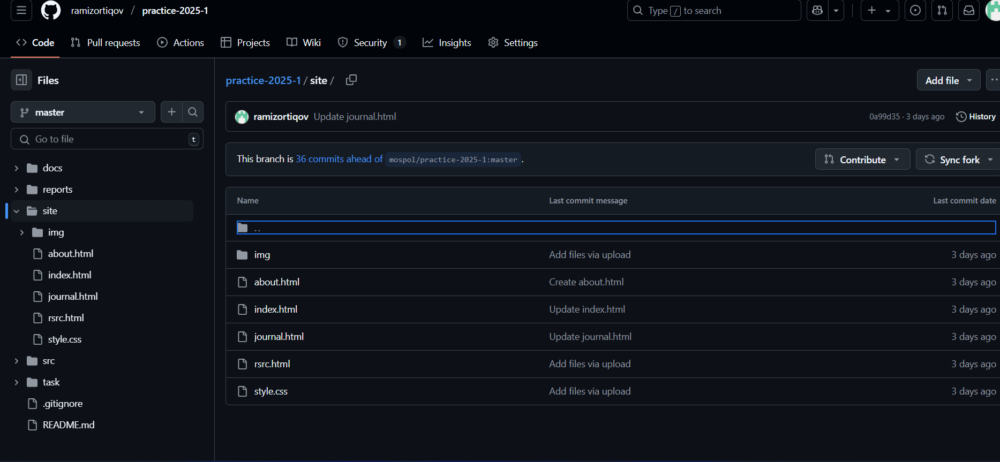 ramizortiqov / practice-2025-1
Type / to search
Code Pull requests Actions Projects Wiki Security 1 Insights Settings
Files
master
Go to file t
docs
reports
site
img
about.html
index.html
journal.html
rsrc.html
style.css
src
task
.gitignore
README.md
practice-2025-1 / site /
Add file
ramizortiqov Update journal.html 0a99d35 · 3 days ago History
This branch is 36 commits ahead of mospol/practice-2025-1:master .
Contribute Sync fork
Name Last commit message Last commit date
..
img Add files via upload 3 days ago
about.html Create about.html 3 days ago
index.html Update index.html 3 days ago
journal.html Update journal.html 3 days ago
rsrc.html Add files via upload 3 days ago
style.css Add files via upload 3 days ago